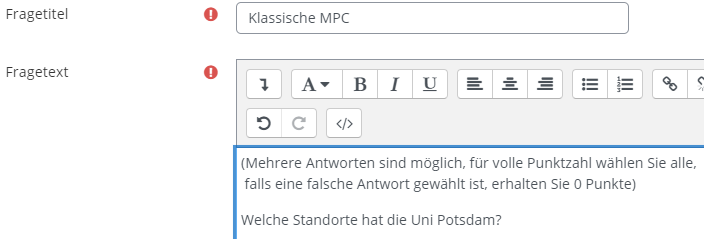 Fragetitel
Klassische MPC
Fragetext
A B I U
</>
(Mehrere Antworten sind möglich, für volle Punktzahl wählen Sie alle,
falls eine falsche Antwort gewählt ist, erhalten Sie 0 Punkte)
Welche Standorte hat die Uni Potsdam?